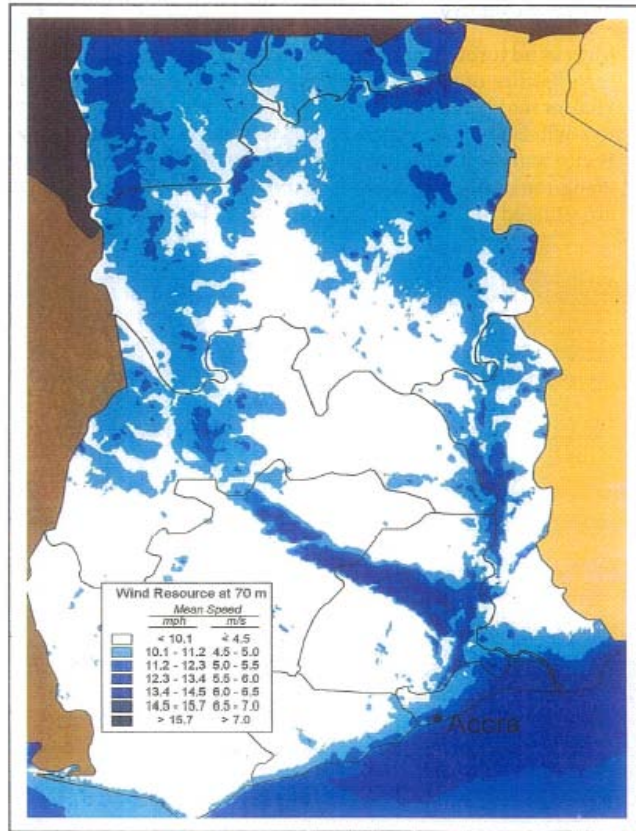 Wind Resource at 70 m
Mean Speed
mph m/s
< 10.1 < 4.5
10.1 - 11.2 4.5 - 5.0
11.2 - 12.3 5.0 - 5.5
12.3 - 13.4 5.5 - 6.0
13.4 - 14.5 6.0 - 6.5
14.5 - 15.7 6.5 - 7.0
> 15.7 > 7.0
Accra